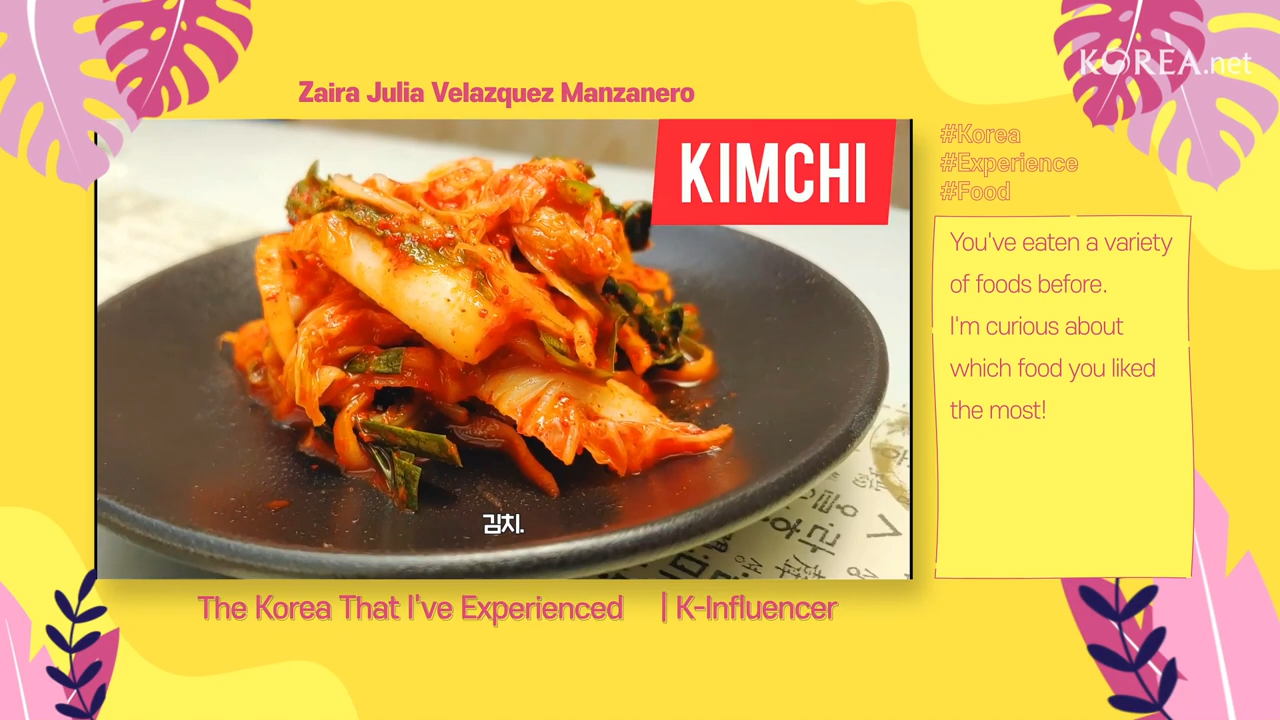 KOREA.net
Zaira Julia Velazquez Manzanero
KIMCHI
#Korea
#Experience
#Food
You've eaten a variety
of foods before.
I'm curious about
which food you liked
the most!
김치.
The Korea That I've Experienced | K-Influencer